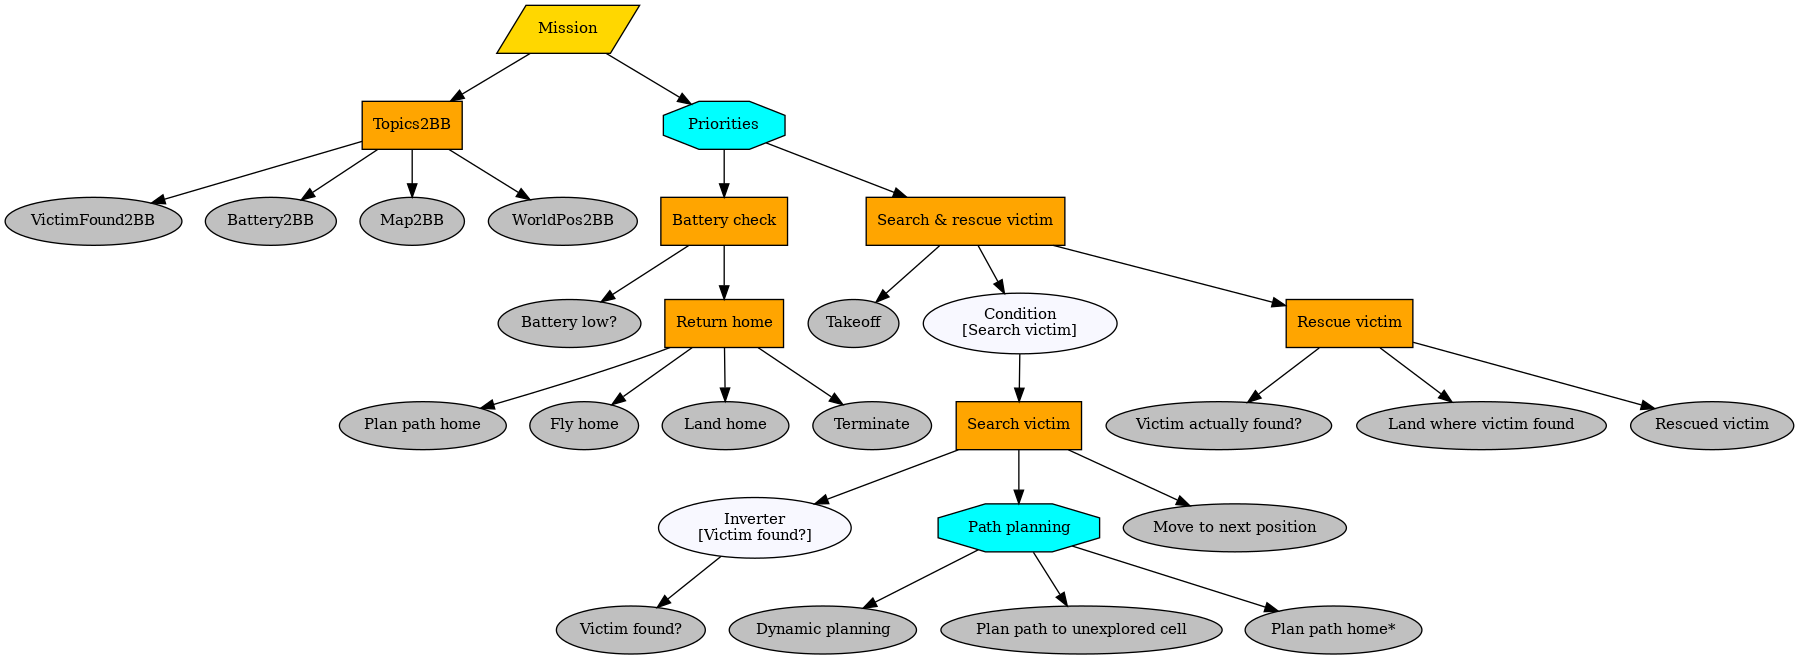 Mission
Topics2BB
Priorities
VictimFound2BB
Battery2BB
Map2BB
WorldPos2BB
Battery check
Search & rescue victim
Battery low?
Return home
Takeoff
Condition
[Search victim]
Rescue victim
Plan path home
Fly home
Land home
Terminate
Search victim
Victim actually found?
Land where victim found
Rescued victim
Inverter
[Victim found?]
Path planning
Move to next position
Victim found?
Dynamic planning
Plan path to unexplored cell
Plan path home*